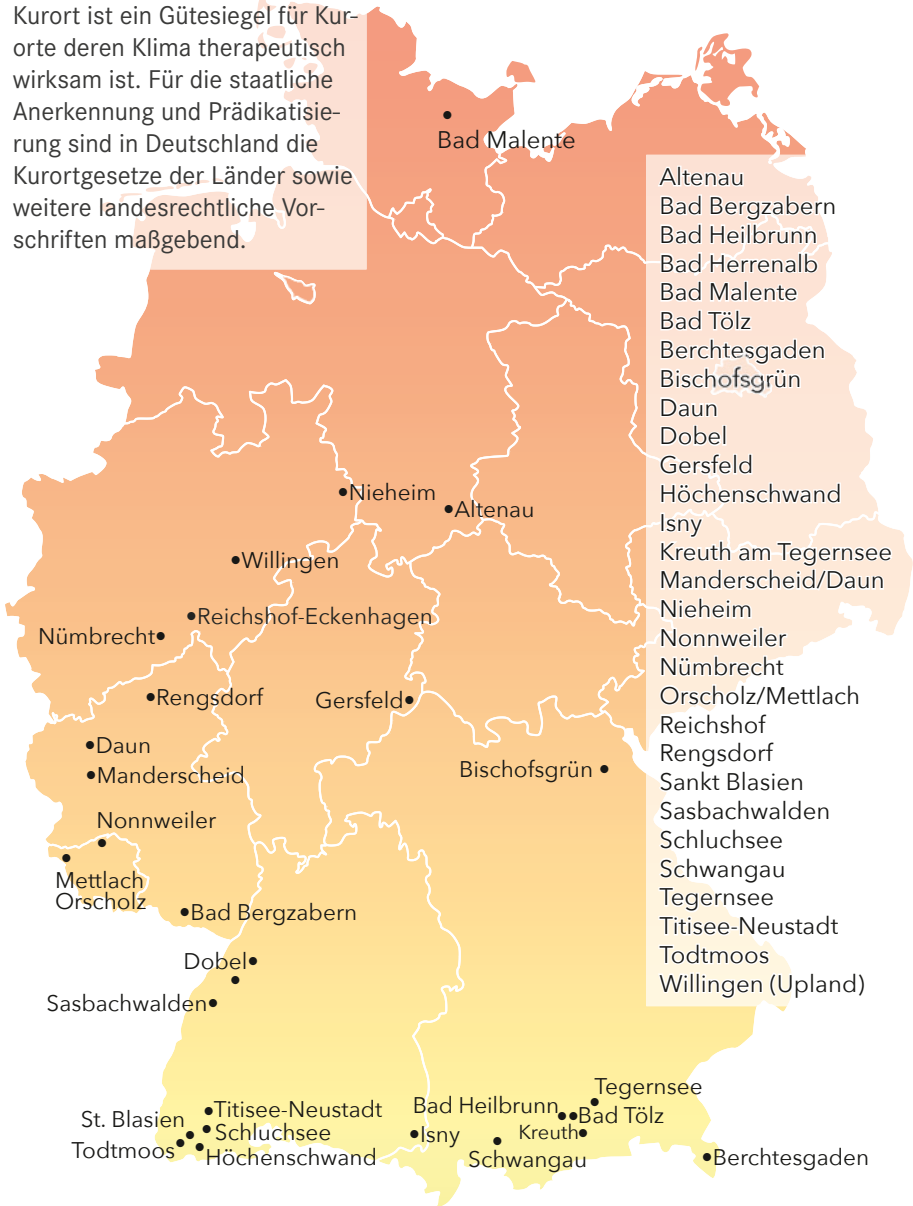 Kurort ist ein Gütesiegel für Kur-
orte deren Klima therapeutisch
wirksam ist. Für die staatliche
Anerkennung und Prädikatisie-
rung sind in Deutschland die
Kurortgesetze der Länder sowie
weitere landesrechtliche Vor-
schriften maßgebend.
Bad Malente
Altenau
Bad Bergzabern
Bad Heilbrunn
Bad Herrenalb
Bad Malente
Bad Tölz
Berchtesgaden
Bischofsgrün
Daun
Dobel
Gersfeld
Höchenschwand
Isny
Kreuth am Tegernsee
Manderscheid/Daun
Nieheim
Nonnweiler
Nümbrecht
Orscholz/Mettlach
Reichshof
Rengsdorf
Sankt Blasien
Sasbachwalden
Schluchsee
Schwangau
Tegernsee
Titisee-Neustadt
Todtmoos
Willingen (Upland)
Nieheim
Altenau
Willingen
Reichshof-Eckenhagen
Nümbrecht
Rengsdorf
Gersfeld
Daun
Bischofsgrün
Manderscheid
Nonnweiler
Mettlach
Orscholz
Bad Bergzabern
Dobel
Sasbachwalden
Tegernsee
Titisee-Neustadt
Bad Heilbrunn
Bad Tölz
St. Blasien
Schluchsee
Isny
Kreuth
Todtmoos
Höchenschwand
Schwangau
Berchtesgaden